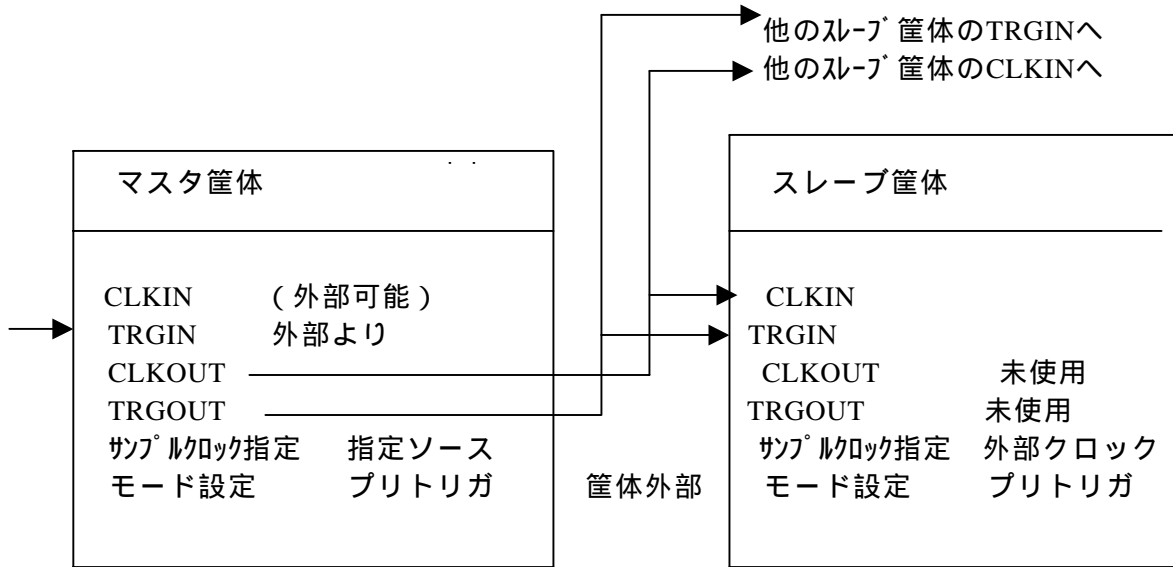 他のｽﾚｰﾌﾞ筐体のTRGINへ
他のｽﾚｰﾌﾞ筐体のCLKINへ
マスタ筐体
CLKIN （外部可能）
TRGIN 外部より
CLKOUT
TRGOUT
ｻﾝﾌﾟﾙｸﾛｯｸ指定 指定ソース
モード設定 プリトリガ
筐体外部
スレーブ筐体
CLKIN
TRGIN
CLKOUT 未使用
TRGOUT 未使用
ｻﾝﾌﾟﾙｸﾛｯｸ指定 外部クロック
モード設定 プリトリガ